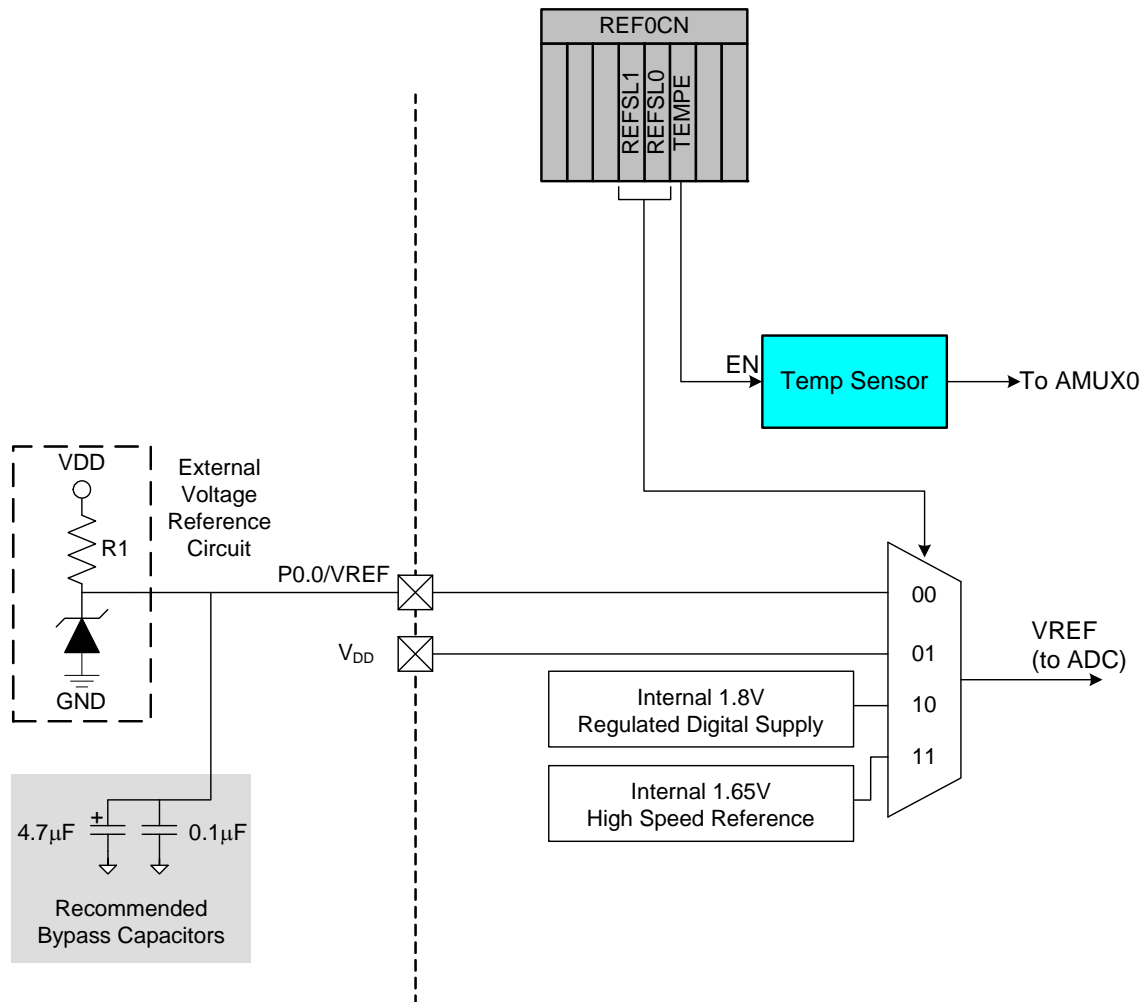 REF0CN
REFSL1
REFSL0
TEMPE
EN
Temp Sensor
To AMUX0
VDD
R1
GND
External
Voltage
Reference
Circuit
P0.0/VREF
V_DD
00
01
10
11
VREF
(to ADC)
Internal 1.8V
Regulated Digital Supply
Internal 1.65V
High Speed Reference
4.7μF
+
0.1μF
Recommended
Bypass Capacitors